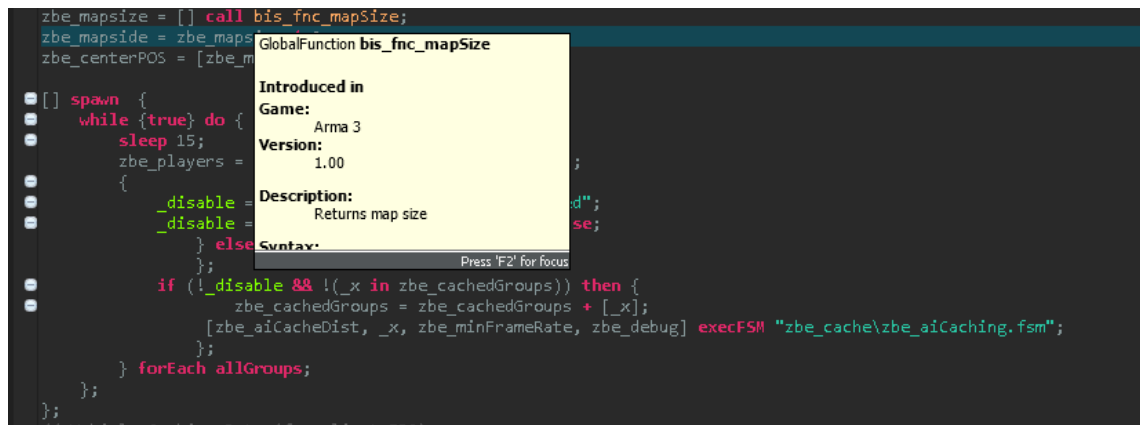 zbe_mapsize = [] call bis_fnc_mapSize;
zbe_mapside = zbe_maps
zbe_centerPOS = [zbe_m
GlobalFunction bis_fnc_mapSize
Introduced in
Game:
Arma 3
Version:
1.00
Description:
Returns map size
Syntax:
Press 'F2' for focus
[] spawn {
while {true} do {
sleep 15;
zbe_players = ;
{
_disable = d";
_disable = se;
} else
};
if (!_disable && !(_x in zbe_cachedGroups)) then {
zbe_cachedGroups = zbe_cachedGroups + [_x];
[zbe_aiCacheDist, _x, zbe_minFrameRate, zbe_debug] execFSM "zbe_cache\zbe_aiCaching.fsm";
};
} forEach allGroups;
};
};